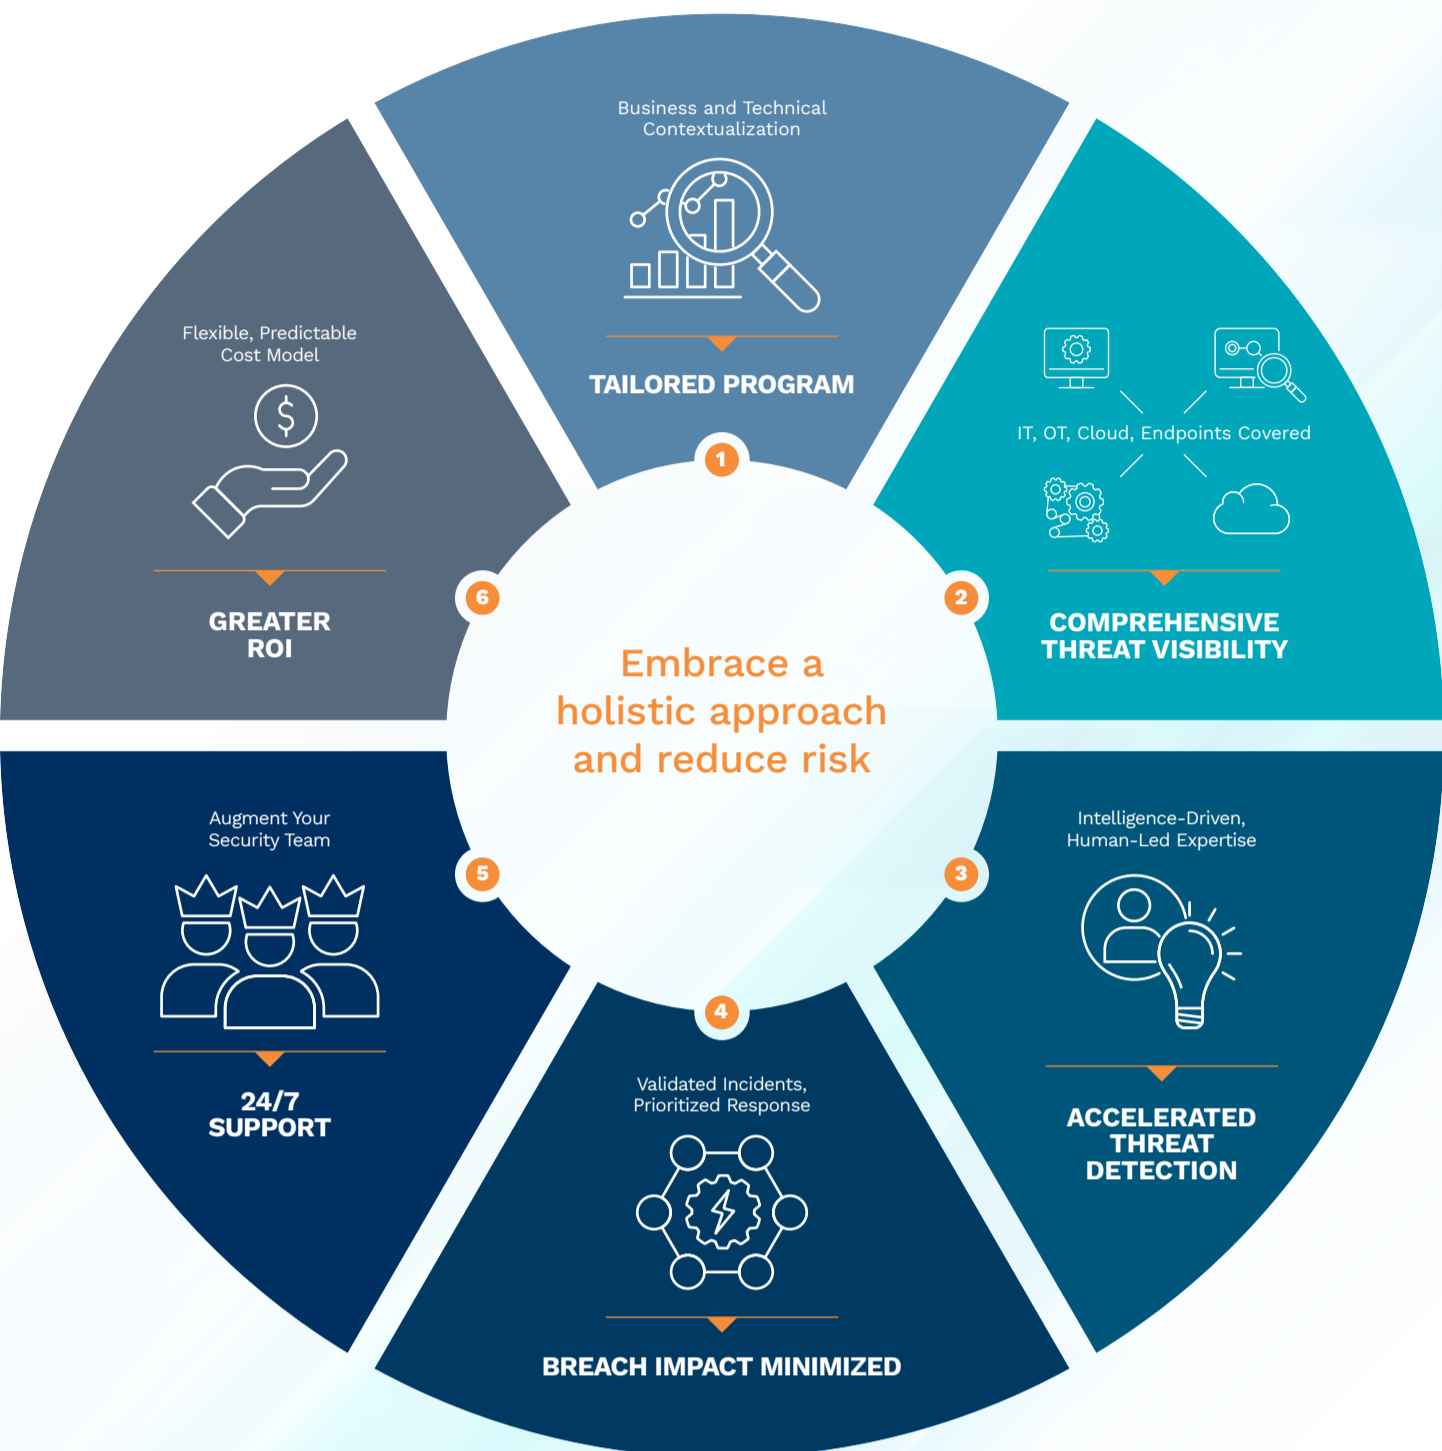 Business and Technical
Contextualization
TAILORED PROGRAM
1
IT, OT, Cloud, Endpoints Covered
COMPREHENSIVE
THREAT VISIBILITY
2
Intelligence-Driven,
Human-Led Expertise
ACCELERATED
THREAT
DETECTION
3
Validated Incidents,
Prioritized Response
BREACH IMPACT MINIMIZED
4
Augment Your
Security Team
24/7
SUPPORT
5
Flexible, Predictable
Cost Model
$
GREATER
ROI
6
Embrace a
holistic approach
and reduce risk